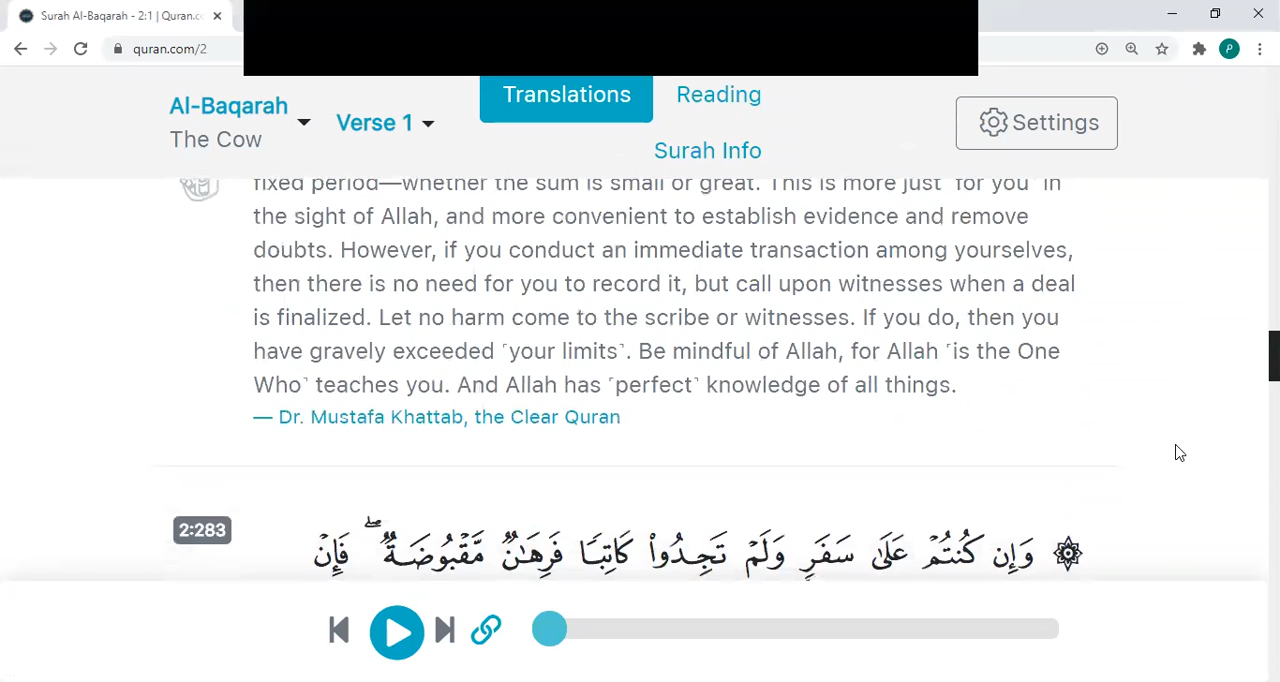 Surah Al-Baqarah - 2:1 | Quran.co
quran.com/2
P
Al-Baqarah
The Cow
Verse 1
Translations
Reading
Surah Info
Settings
fixed period—whether the sum is small or great. This is more just ˹for you˺ in
the sight of Allah, and more convenient to establish evidence and remove
doubts. However, if you conduct an immediate transaction among yourselves,
then there is no need for you to record it, but call upon witnesses when a deal
is finalized. Let no harm come to the scribe or witnesses. If you do, then you
have gravely exceeded ˹your limits˺. Be mindful of Allah, for Allah ˹is the One
Who˺ teaches you. And Allah has ˹perfect˺ knowledge of all things.
— Dr. Mustafa Khattab, the Clear Quran
2:283
۞ وَإِن كُنتُمْ عَلَىٰ سَفَرٍ وَلَمْ تَجِدُوا۟ كَاتِبًا فَرِهَـٰنٌ مَّقْبُوضَةٌ ۖ فَإِنْ